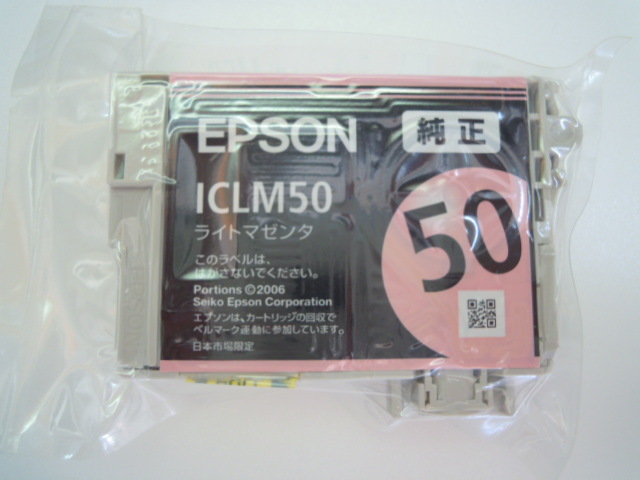 EPSON 純正
ICLM50
ライトマゼンタ
50
このラベルは、
はがさないでください。
Portions ©2006
Seiko Epson Corporation
エプソンは、カートリッジの回収で
ベルマーク運動に参加しています。
日本市場限定